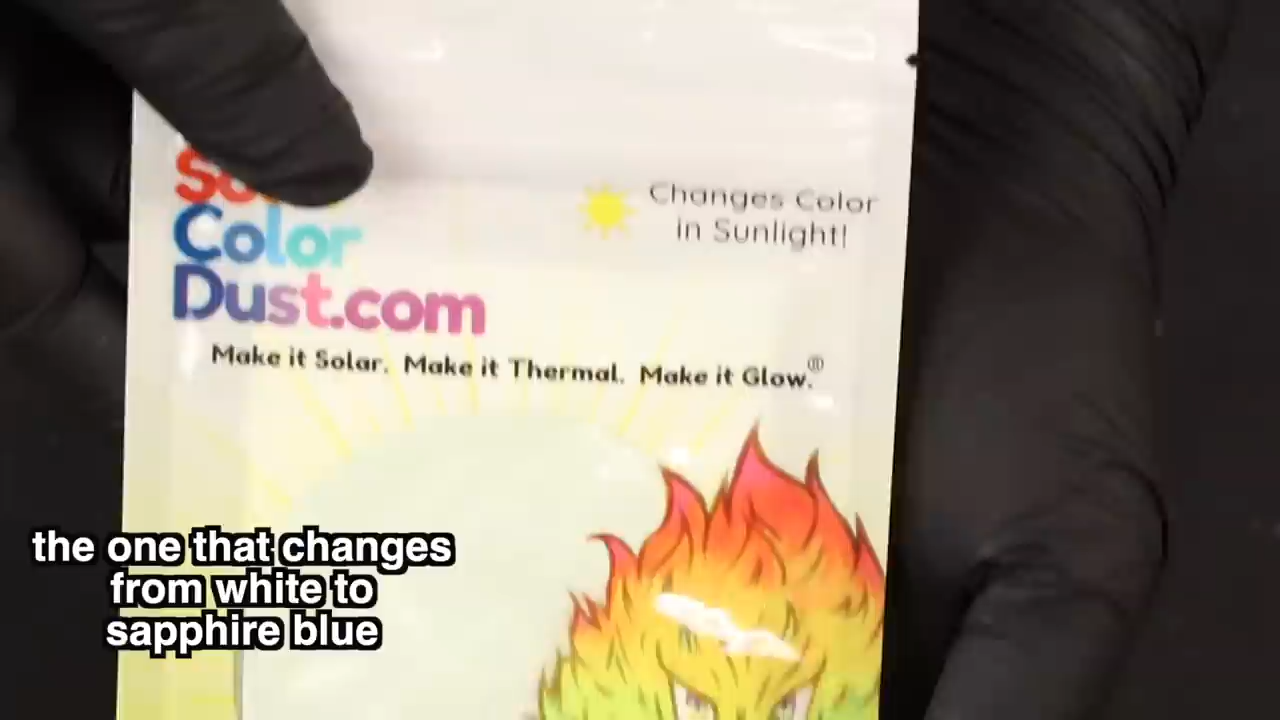 Color
Dust.com
Changes Color
in Sunlight!
Make it Solar. Make it Thermal. Make it Glow.®
the one that changes
from white to
sapphire blue